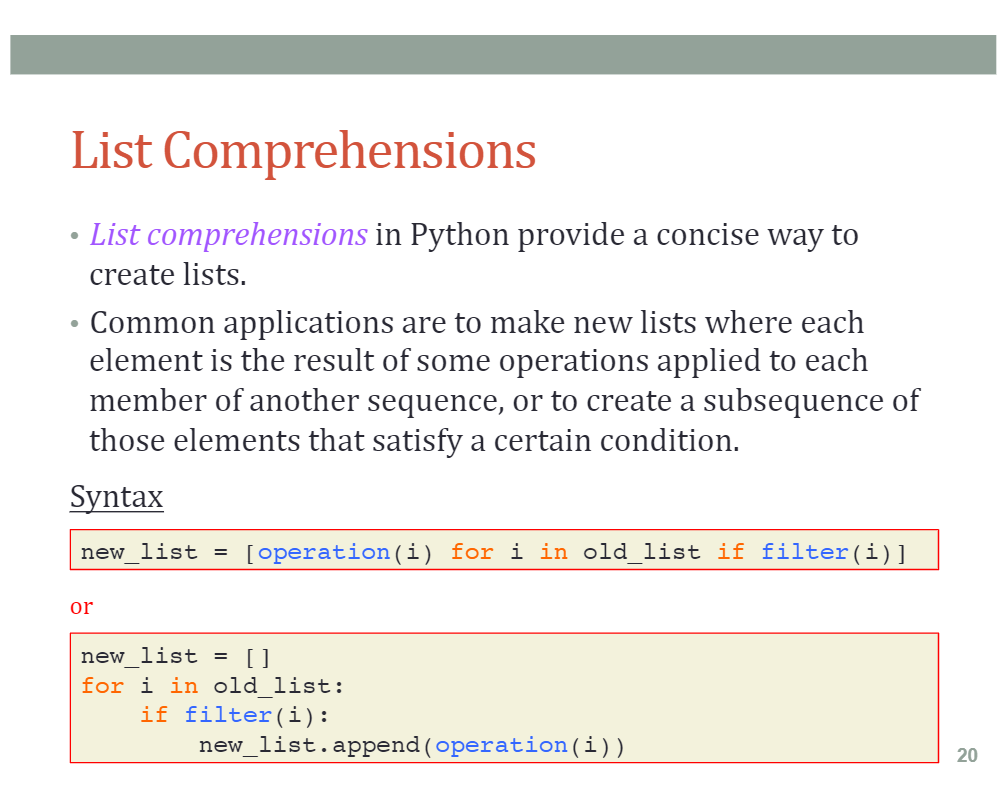 List Comprehensions
• List comprehensions in Python provide a concise way to
create lists.
• Common applications are to make new lists where each
element is the result of some operations applied to each
member of another sequence, or to create a subsequence of
those elements that satisfy a certain condition.
Syntax
new_list = [operation(i) for i in old_list if filter(i)]
or
new_list = []
for i in old_list:
    if filter(i):
        new_list.append(operation(i))
20